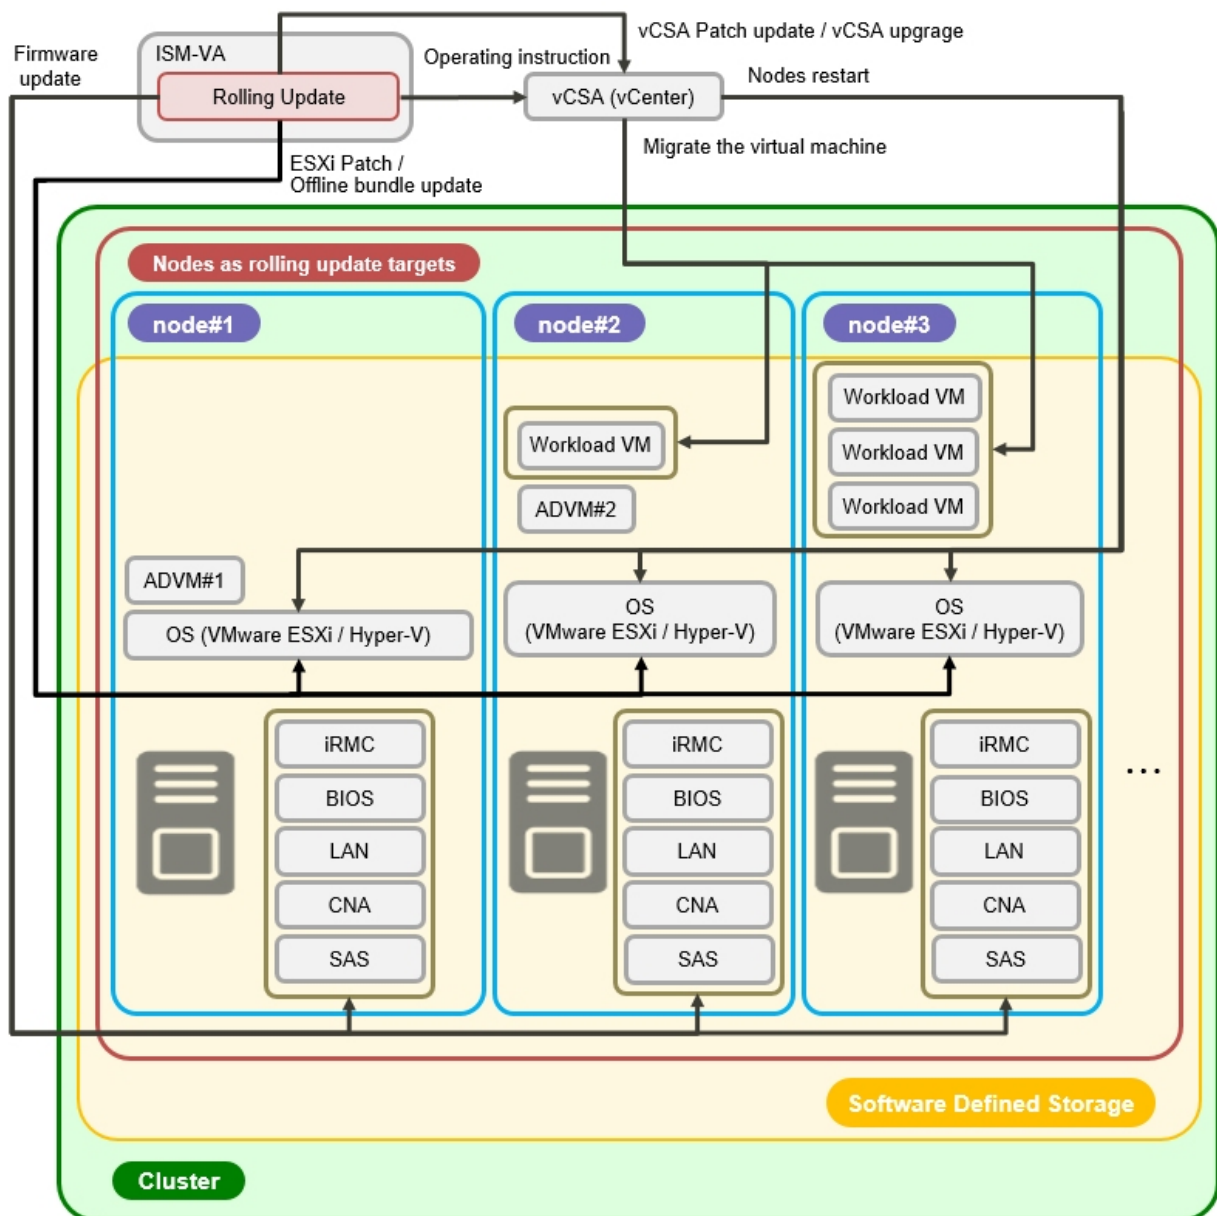 vCSA Patch update / vCSA upgrage
Firmware
update
ISM-VA
Operating instruction
Nodes restart
Rolling Update
vCSA (vCenter)
Migrate the virtual machine
ESXi Patch /
Offline bundle update
Nodes as rolling update targets
node#1
node#2
node#3
Workload VM
Workload VM
Workload VM
Workload VM
ADVM#2
ADVM#1
OS (VMware ESXi / Hyper-V)
OS
(VMware ESXi / Hyper-V)
OS
(VMware ESXi / Hyper-V)
iRMC
BIOS
LAN
CNA
SAS
iRMC
BIOS
LAN
CNA
SAS
iRMC
BIOS
LAN
CNA
SAS
...
Software Defined Storage
Cluster